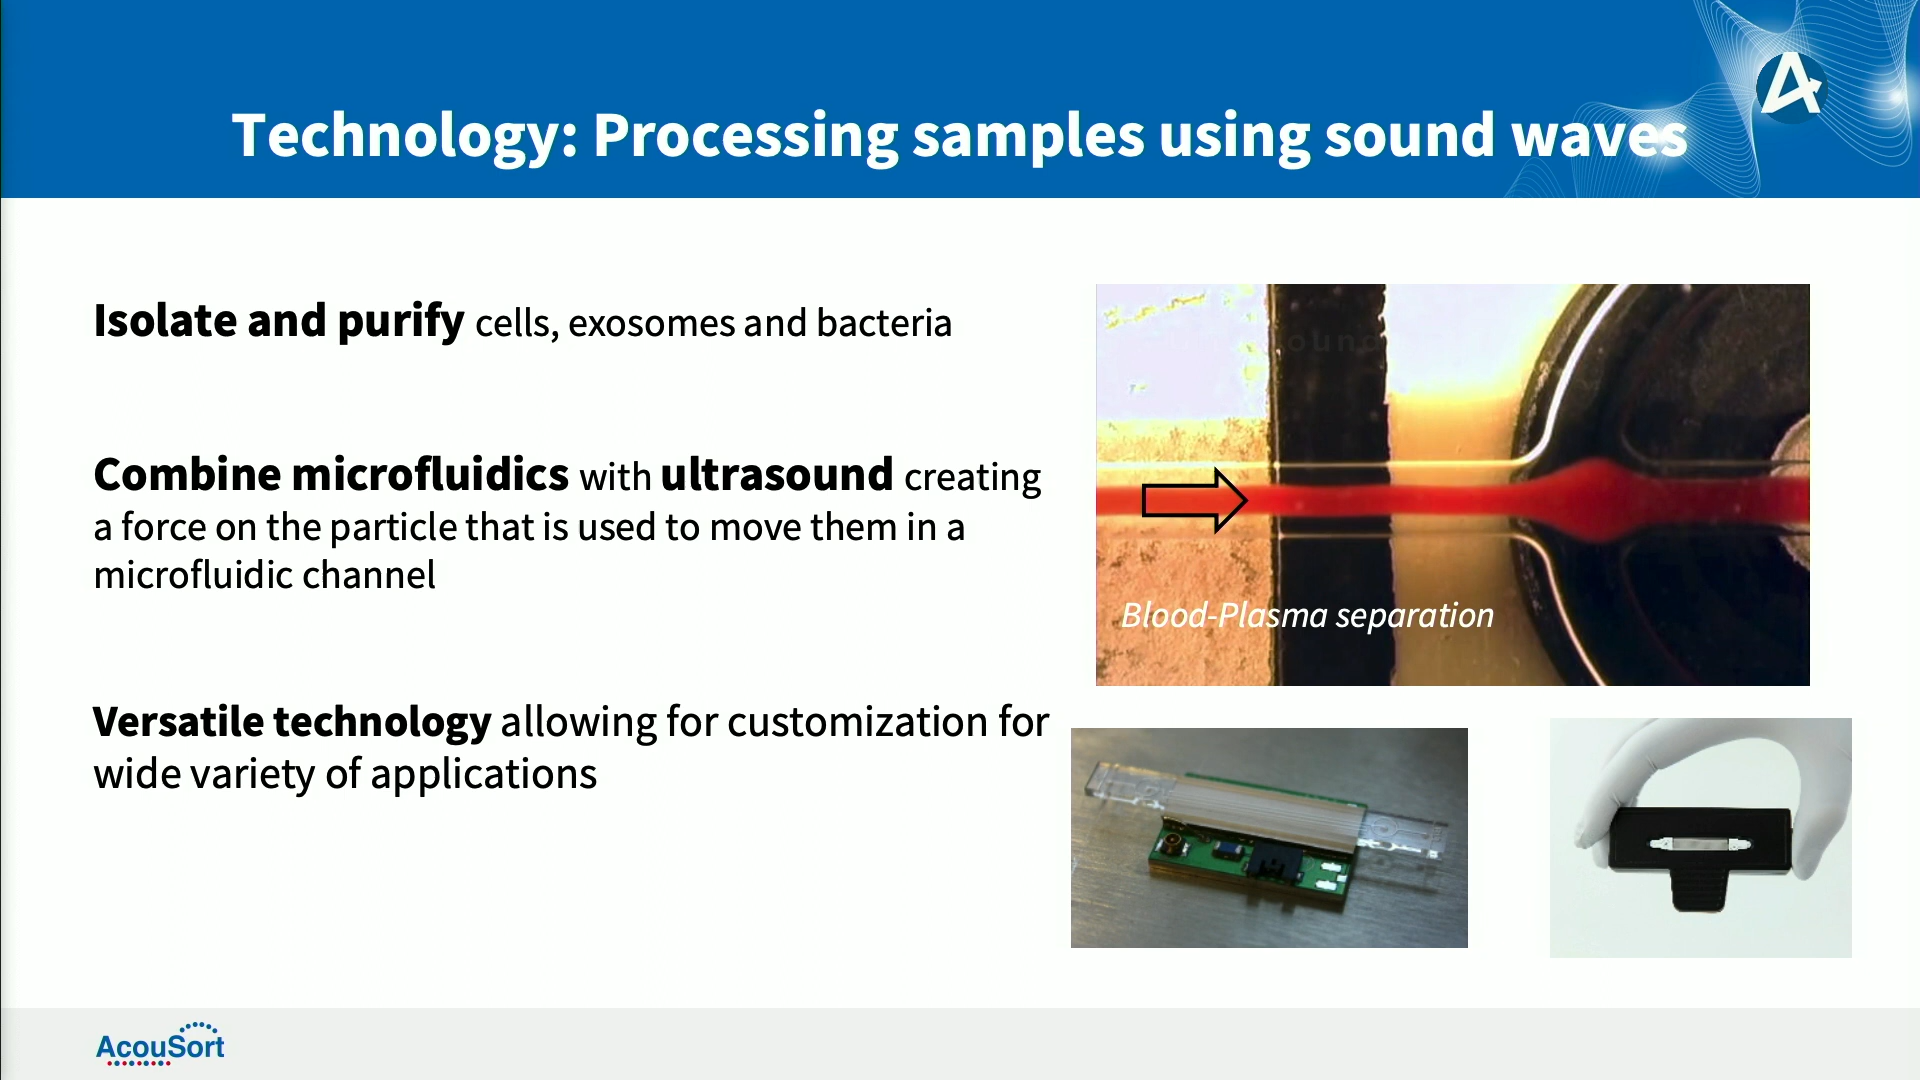 Technology: Processing samples using sound waves
Isolate and purify cells, exosomes and bacteria
Combine microfluidics with ultrasound creating
a force on the particle that is used to move them in a
microfluidic channel
Versatile technology allowing for customization for
wide variety of applications
Blood-Plasma separation
AcouSort